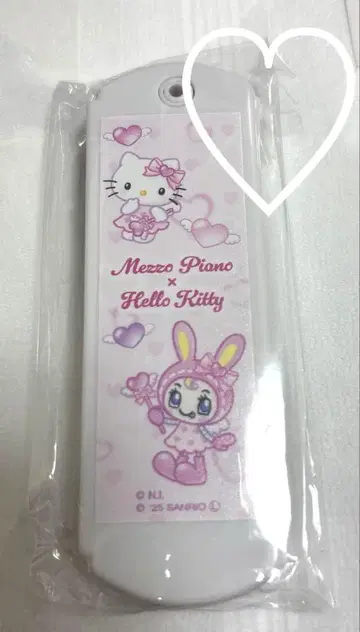 Mezzo Piano
×
Hello Kitty
© N.I.
© '25 SANRIO Ⓛ